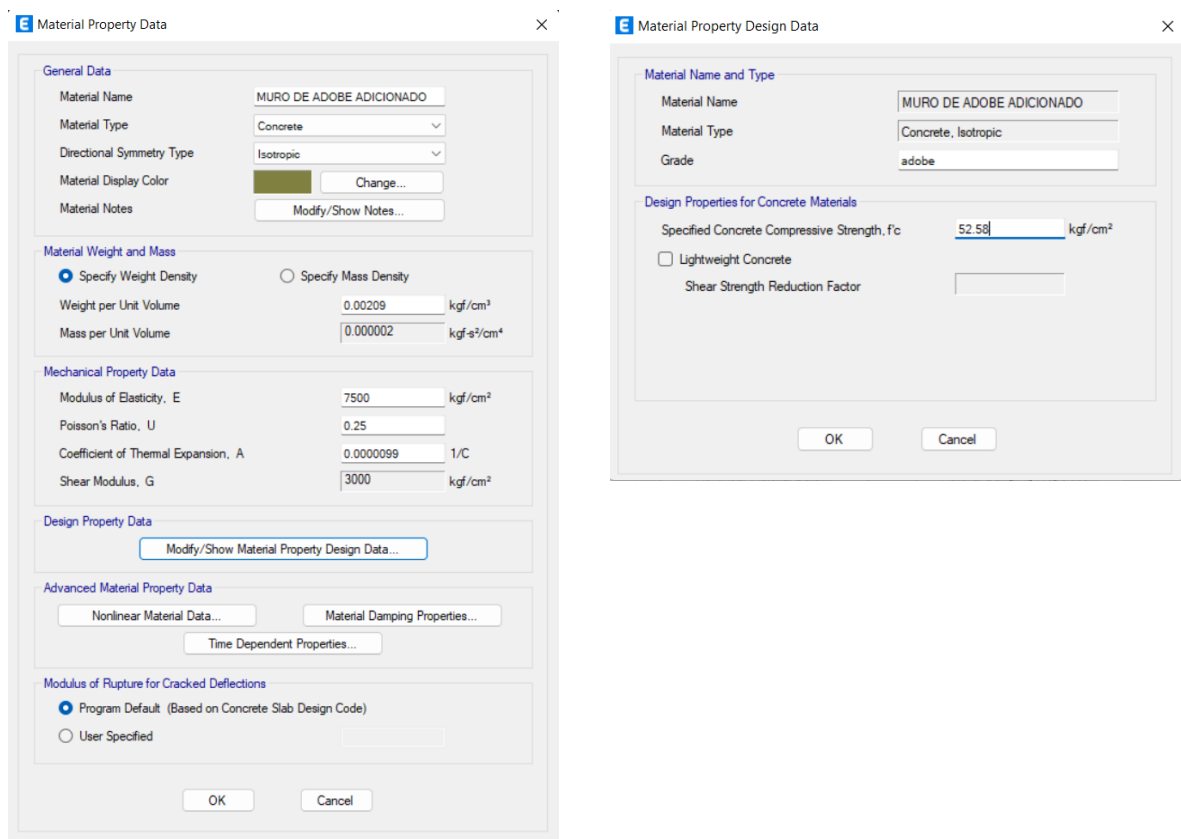 E Material Property Data
General Data
Material Name MURO DE ADOBE ADICIONADO
Material Type Concrete
Directional Symmetry Type Isotropic
Material Display Color Change...
Material Notes Modify/Show Notes...
Material Weight and Mass
Specify Weight Density Specify Mass Density
Weight per Unit Volume 0.00209 kgf/cm³
Mass per Unit Volume 0.000002 kgf-s²/cm⁴
Mechanical Property Data
Modulus of Elasticity, E 7500 kgf/cm²
Poisson's Ratio, U 0.25
Coefficient of Thermal Expansion, A 0.0000099 1/C
Shear Modulus, G 3000 kgf/cm²
Design Property Data
Modify/Show Material Property Design Data...
Advanced Material Property Data
Nonlinear Material Data... Material Damping Properties...
Time Dependent Properties...
Modulus of Rupture for Cracked Deflections
Program Default (Based on Concrete Slab Design Code)
User Specified
OK Cancel
E Material Property Design Data
Material Name and Type
Material Name MURO DE ADOBE ADICIONADO
Material Type Concrete, Isotropic
Grade adobe
Design Properties for Concrete Materials
Specified Concrete Compressive Strength, f'c 52.58 kgf/cm²
Lightweight Concrete
Shear Strength Reduction Factor
OK Cancel